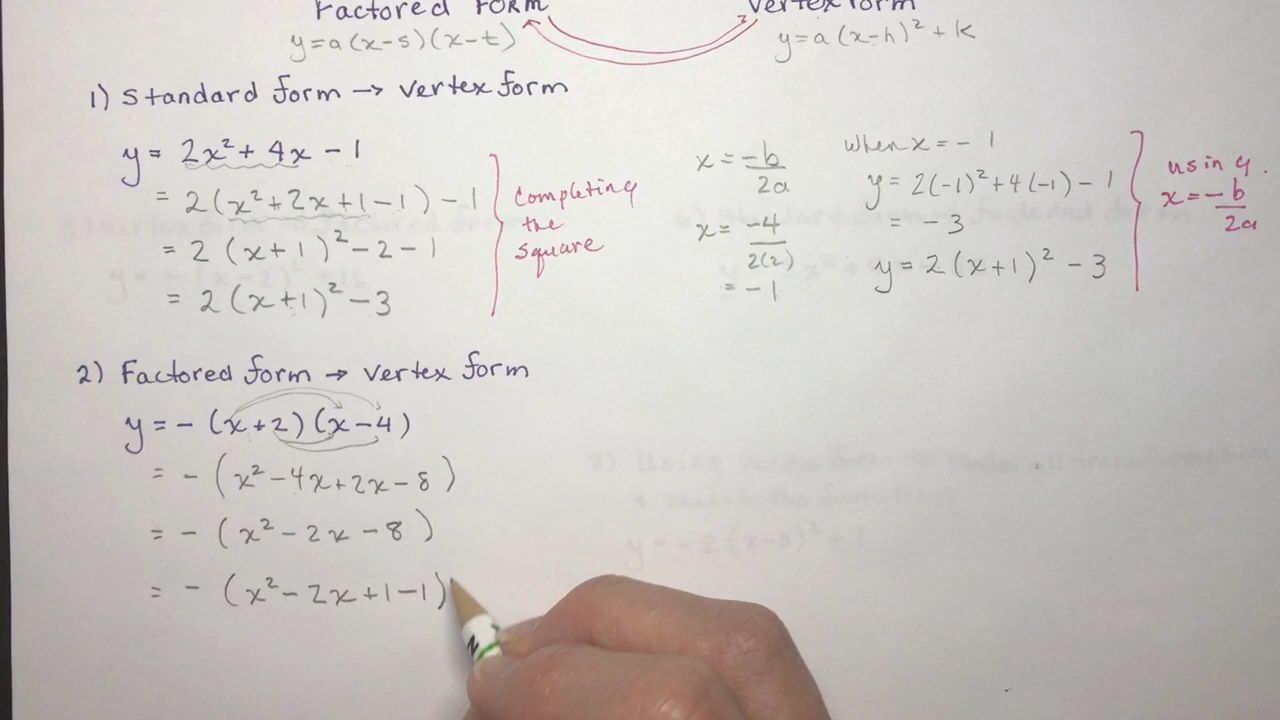 Factored FORM
vertex form
y=a(x-s)(x-t)
y=a(x-h)²+k
1) Standard form → vertex form
y = 2x²+ 4x - 1
= 2(x²+2x+1-1)-1
= 2(x+1)²-2-1
= 2(x+1)²-3
completing
the
square
x = -b/2a
x = -4/2(2)
= -1
when x = -1
y = 2(-1)²+4(-1)-1
= -3
y = 2(x+1)²-3
using
x = -b/2a
2) Factored form → vertex form
y = -(x+2)(x-4)
= -(x²-4x+2x-8)
= -(x²-2x-8)
= -(x²-2x+1-1)